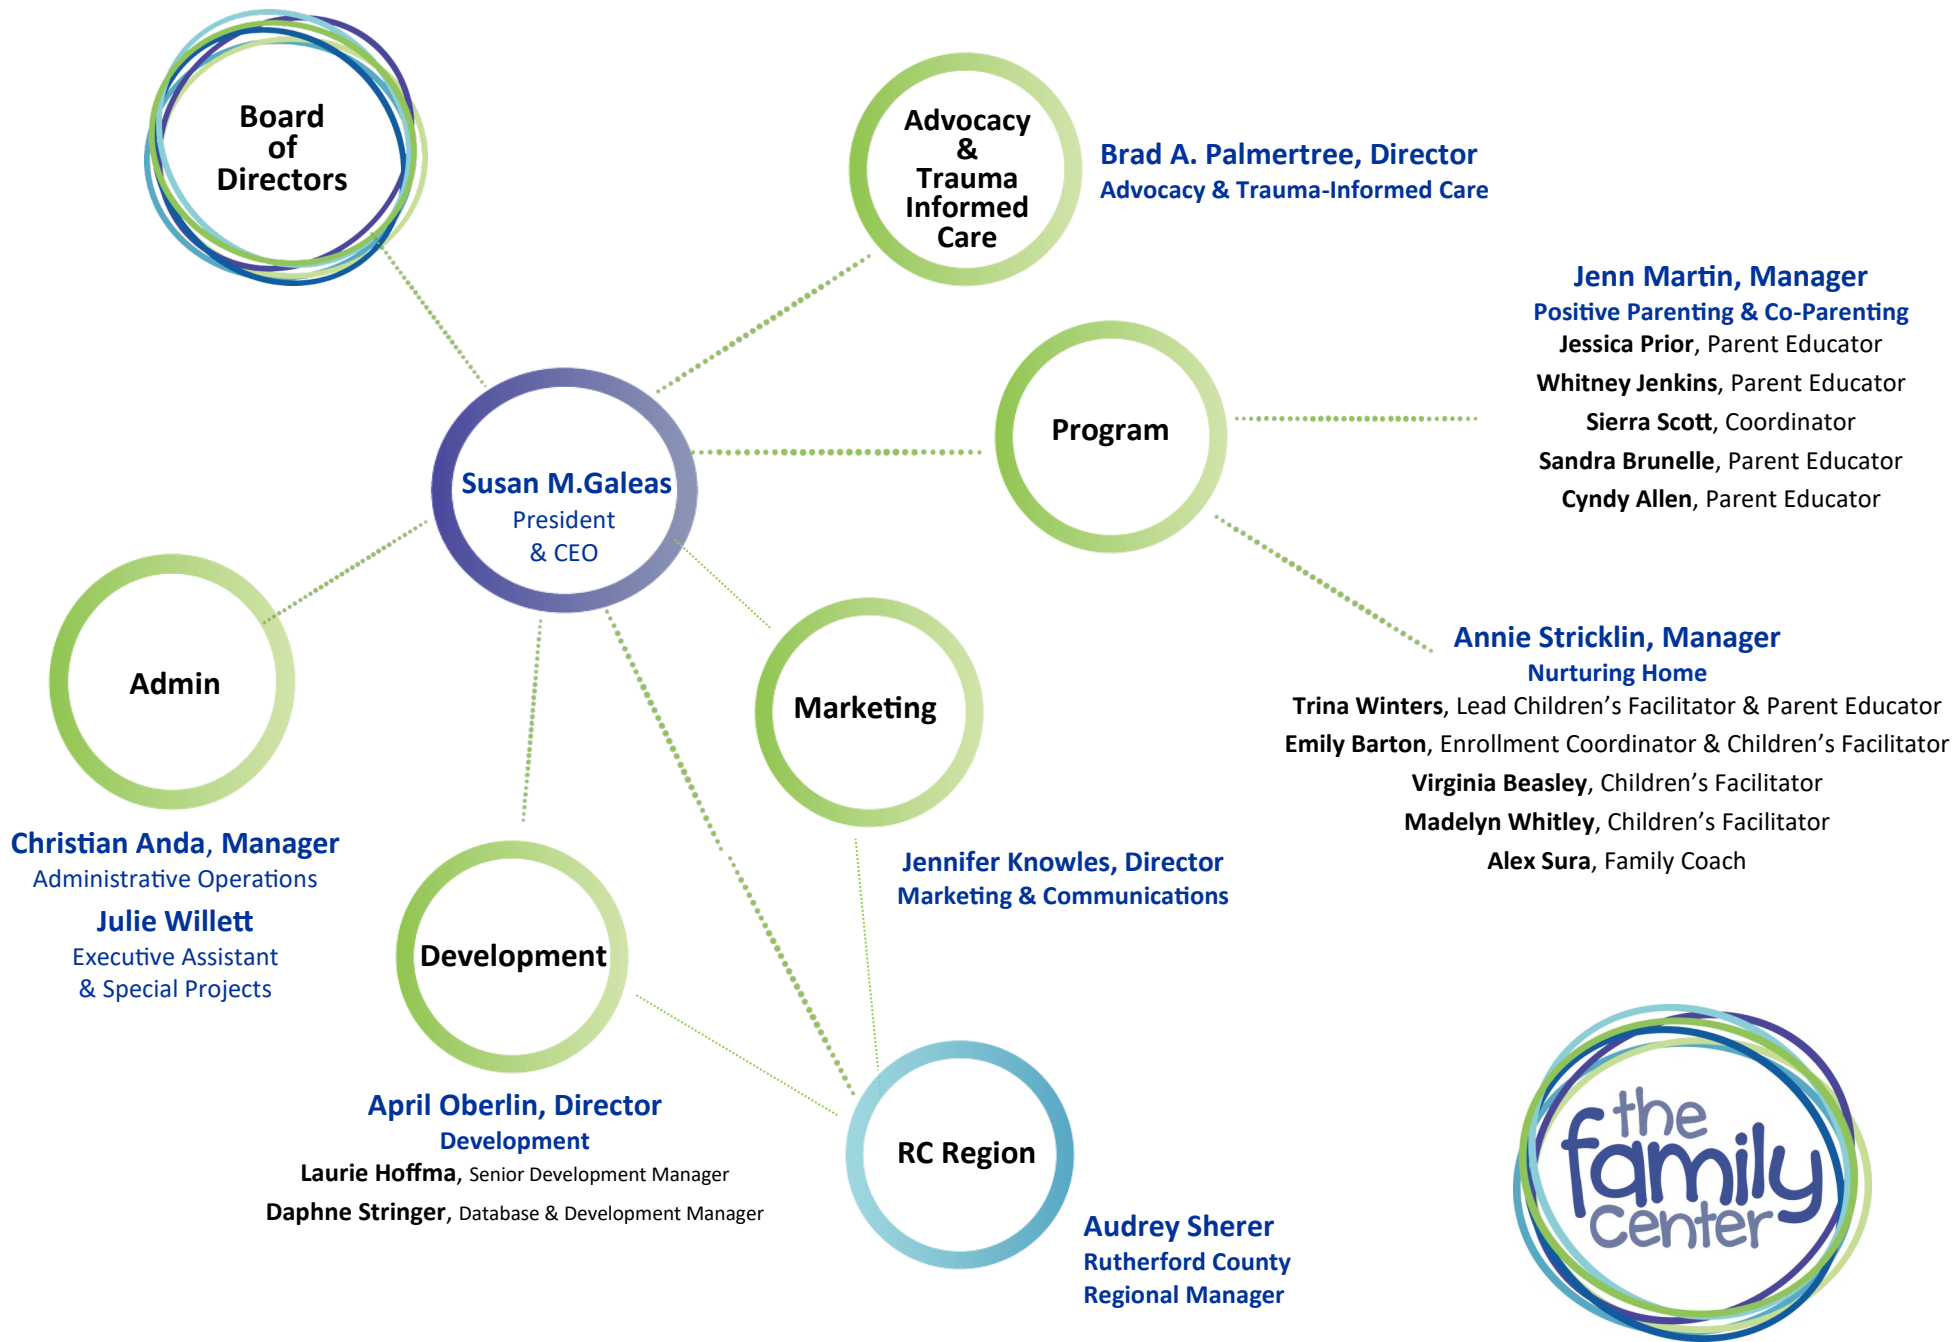 Board
of
Directors
Advocacy
&
Trauma
Informed
Care
Brad A. Palmertree, Director
Advocacy & Trauma-Informed Care
Jenn Martin, Manager
Positive Parenting & Co-Parenting
Jessica Prior, Parent Educator
Whitney Jenkins, Parent Educator
Sierra Scott, Coordinator
Sandra Brunelle, Parent Educator
Cyndy Allen, Parent Educator
Program
Susan M.Galeas
President
& CEO
Annie Stricklin, Manager
Nurturing Home
Trina Winters, Lead Children’s Facilitator & Parent Educator
Emily Barton, Enrollment Coordinator & Children’s Facilitator
Virginia Beasley, Children’s Facilitator
Madelyn Whitley, Children’s Facilitator
Alex Sura, Family Coach
Admin
Christian Anda, Manager
Administrative Operations
Julie Willett
Executive Assistant
& Special Projects
Marketing
Jennifer Knowles, Director
Marketing & Communications
Development
April Oberlin, Director
Development
Laurie Hoffma, Senior Development Manager
Daphne Stringer, Database & Development Manager
RC Region
Audrey Sherer
Rutherford County
Regional Manager
the
family
center